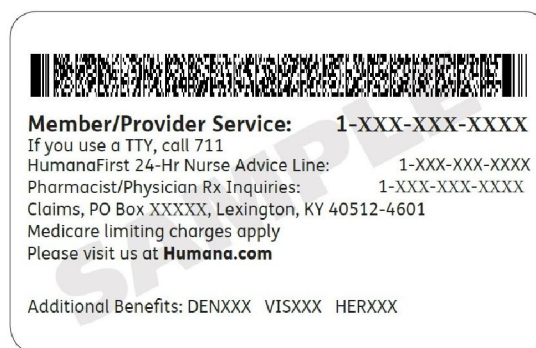 Member/Provider Service: 1-XXX-XXX-XXXX
If you use a TTY, call 711
HumanaFirst 24-Hr Nurse Advice Line: 1-XXX-XXX-XXXX
Pharmacist/Physician Rx Inquiries: 1-XXX-XXX-XXXX
Claims, PO Box XXXXX, Lexington, KY 40512-4601
Medicare limiting charges apply
Please visit us at Humana.com
SAMPLE
Additional Benefits: DENXXX VISXXX HERXXX